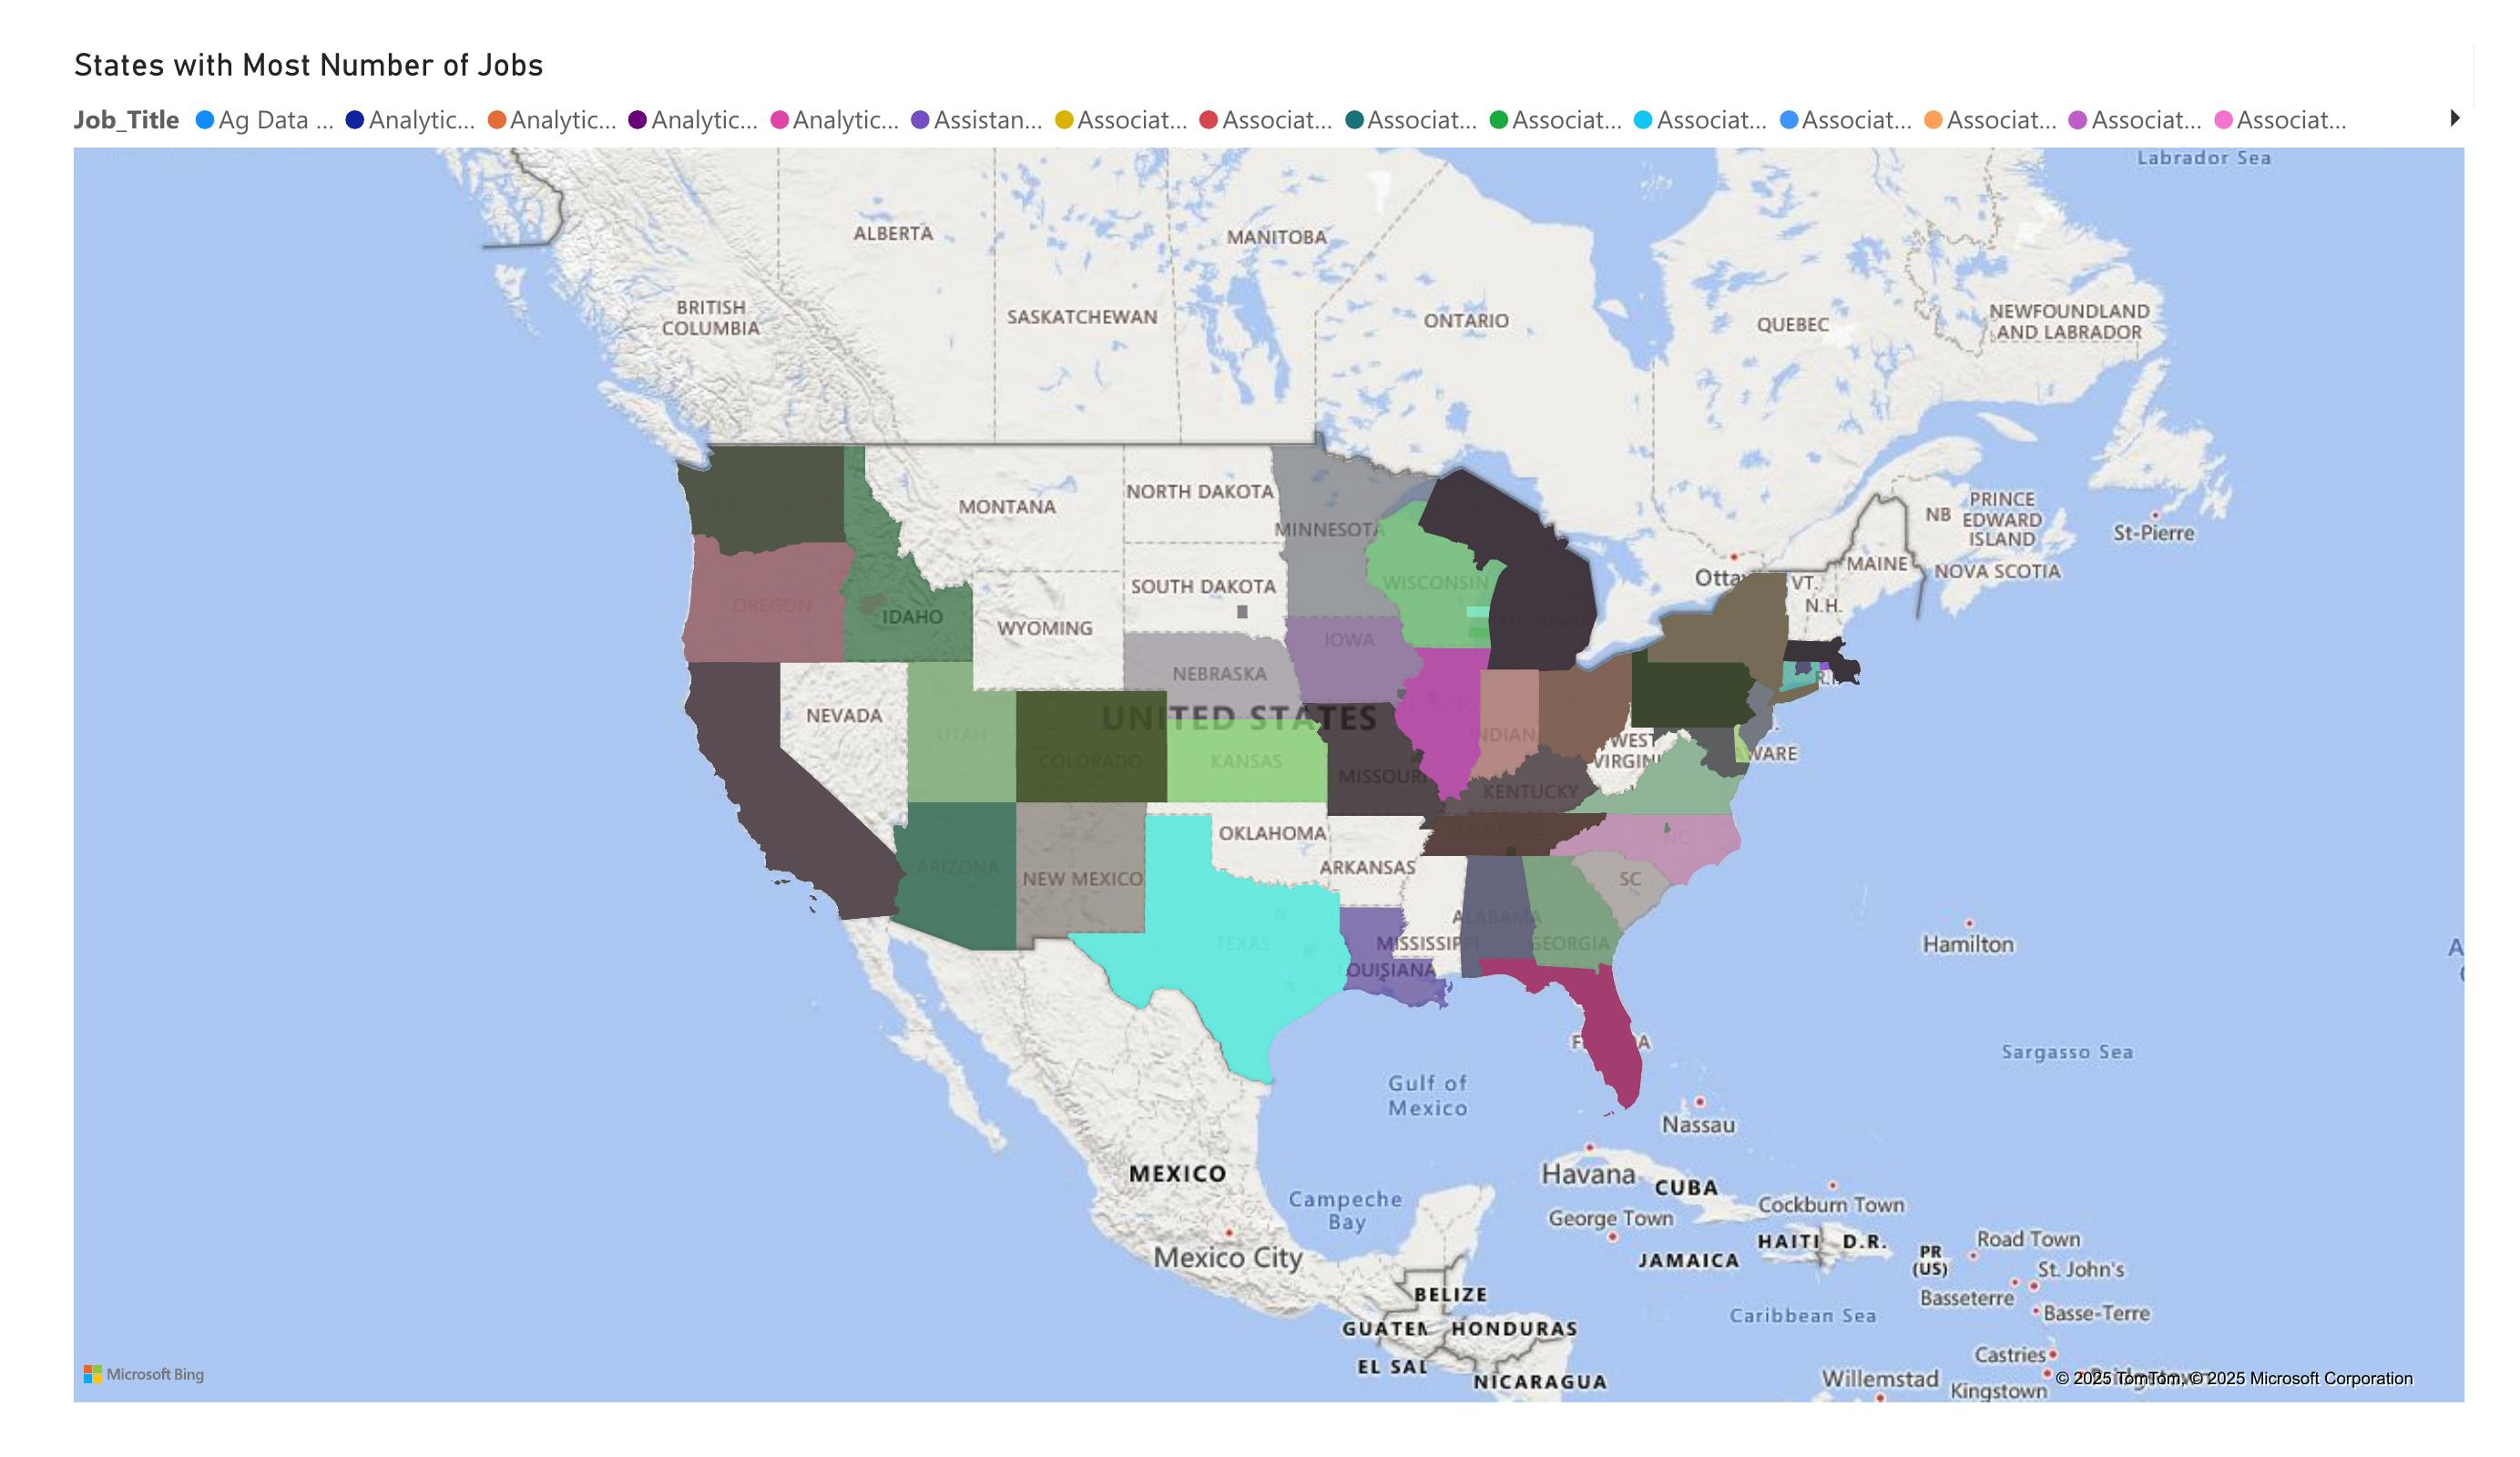 States with Most Number of Jobs
Job_Title Ag Data ... Analytic... Analytic... Analytic... Analytic... Assistan... Associat... Associat... Associat... Associat... Associat... Associat... Associat... Associat... Associat...
Labrador Sea
ALBERTA
MANITOBA
BRITISH
COLUMBIA
SASKATCHEWAN
ONTARIO
QUEBEC
NEWFOUNDLAND
AND LABRADOR
MONTANA
NORTH DAKOTA
MINNESOTA
NB
PRINCE
EDWARD
ISLAND
St-Pierre
MAINE
NOVA SCOTIA
Otta
VT.
N.H.
SOUTH DAKOTA
WISCONSIN
OREGON
IDAHO
WYOMING
IOWA
NEBRASKA
R.I.
NEVADA
UNITED STATES
UTAH
COLORADO
KANSAS
MISSOURI
INDIAN
WEST
VIRGINI
AWARE
KENTUCKY
OKLAHOMA
ARKANSAS
NC
ARIZONA
NEW MEXICO
SC
ALABAMA
TEXAS
MISSISSIPPI
GEORGIA
LOUISIANA
Hamilton
A
F A
Sargasso Sea
Gulf of
Mexico
Nassau
MEXICO
Havana
CUBA
Campeche
Bay
Cockburn Town
George Town
HAITI
D.R.
PR
(US)
Road Town
Mexico City
JAMAICA
St. John's
BELIZE
Basseterre
Caribbean Sea
Basse-Terre
GUATEM
HONDURAS
EL SAL
NICARAGUA
Castries
Willemstad
Kingstown
Microsoft Bing
© 2025 TomTom, © 2025 Microsoft Corporation